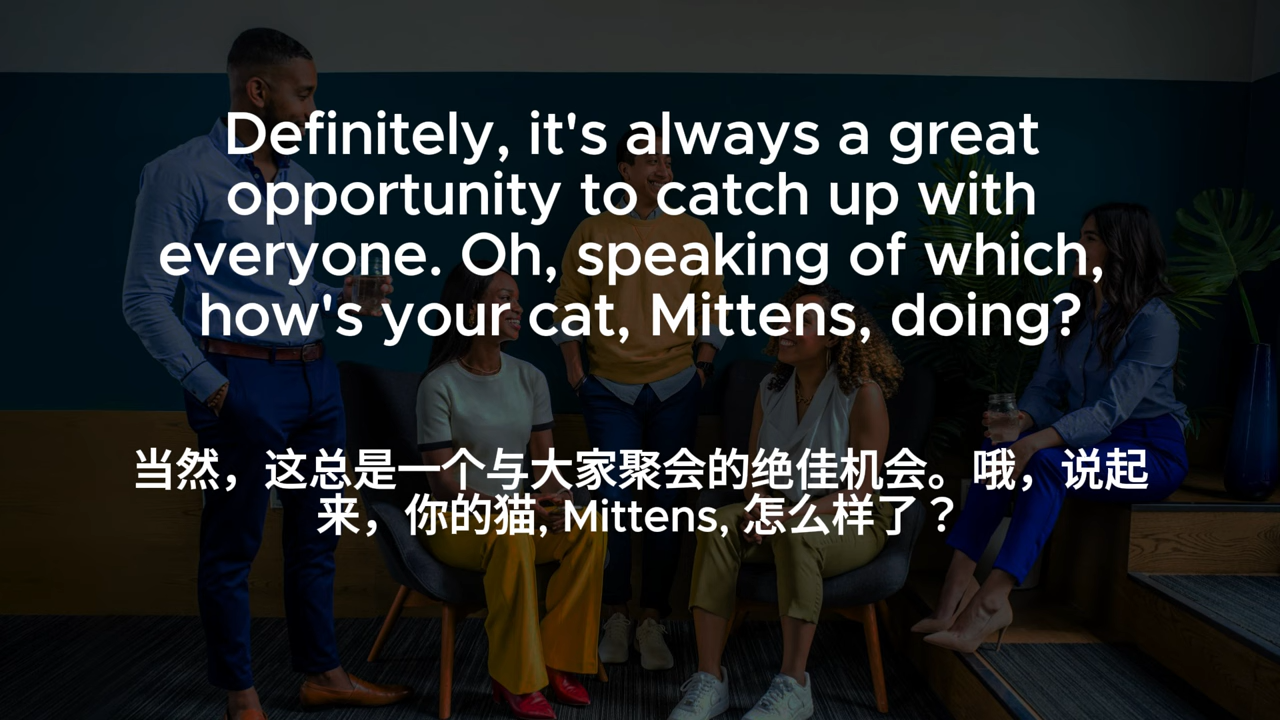 Definitely, it's always a great
opportunity to catch up with
everyone. Oh, speaking of which,
how's your cat, Mittens, doing?
当然，这总是一个与大家聚会的绝佳机会。哦，说起
来，你的猫, Mittens, 怎么样了？